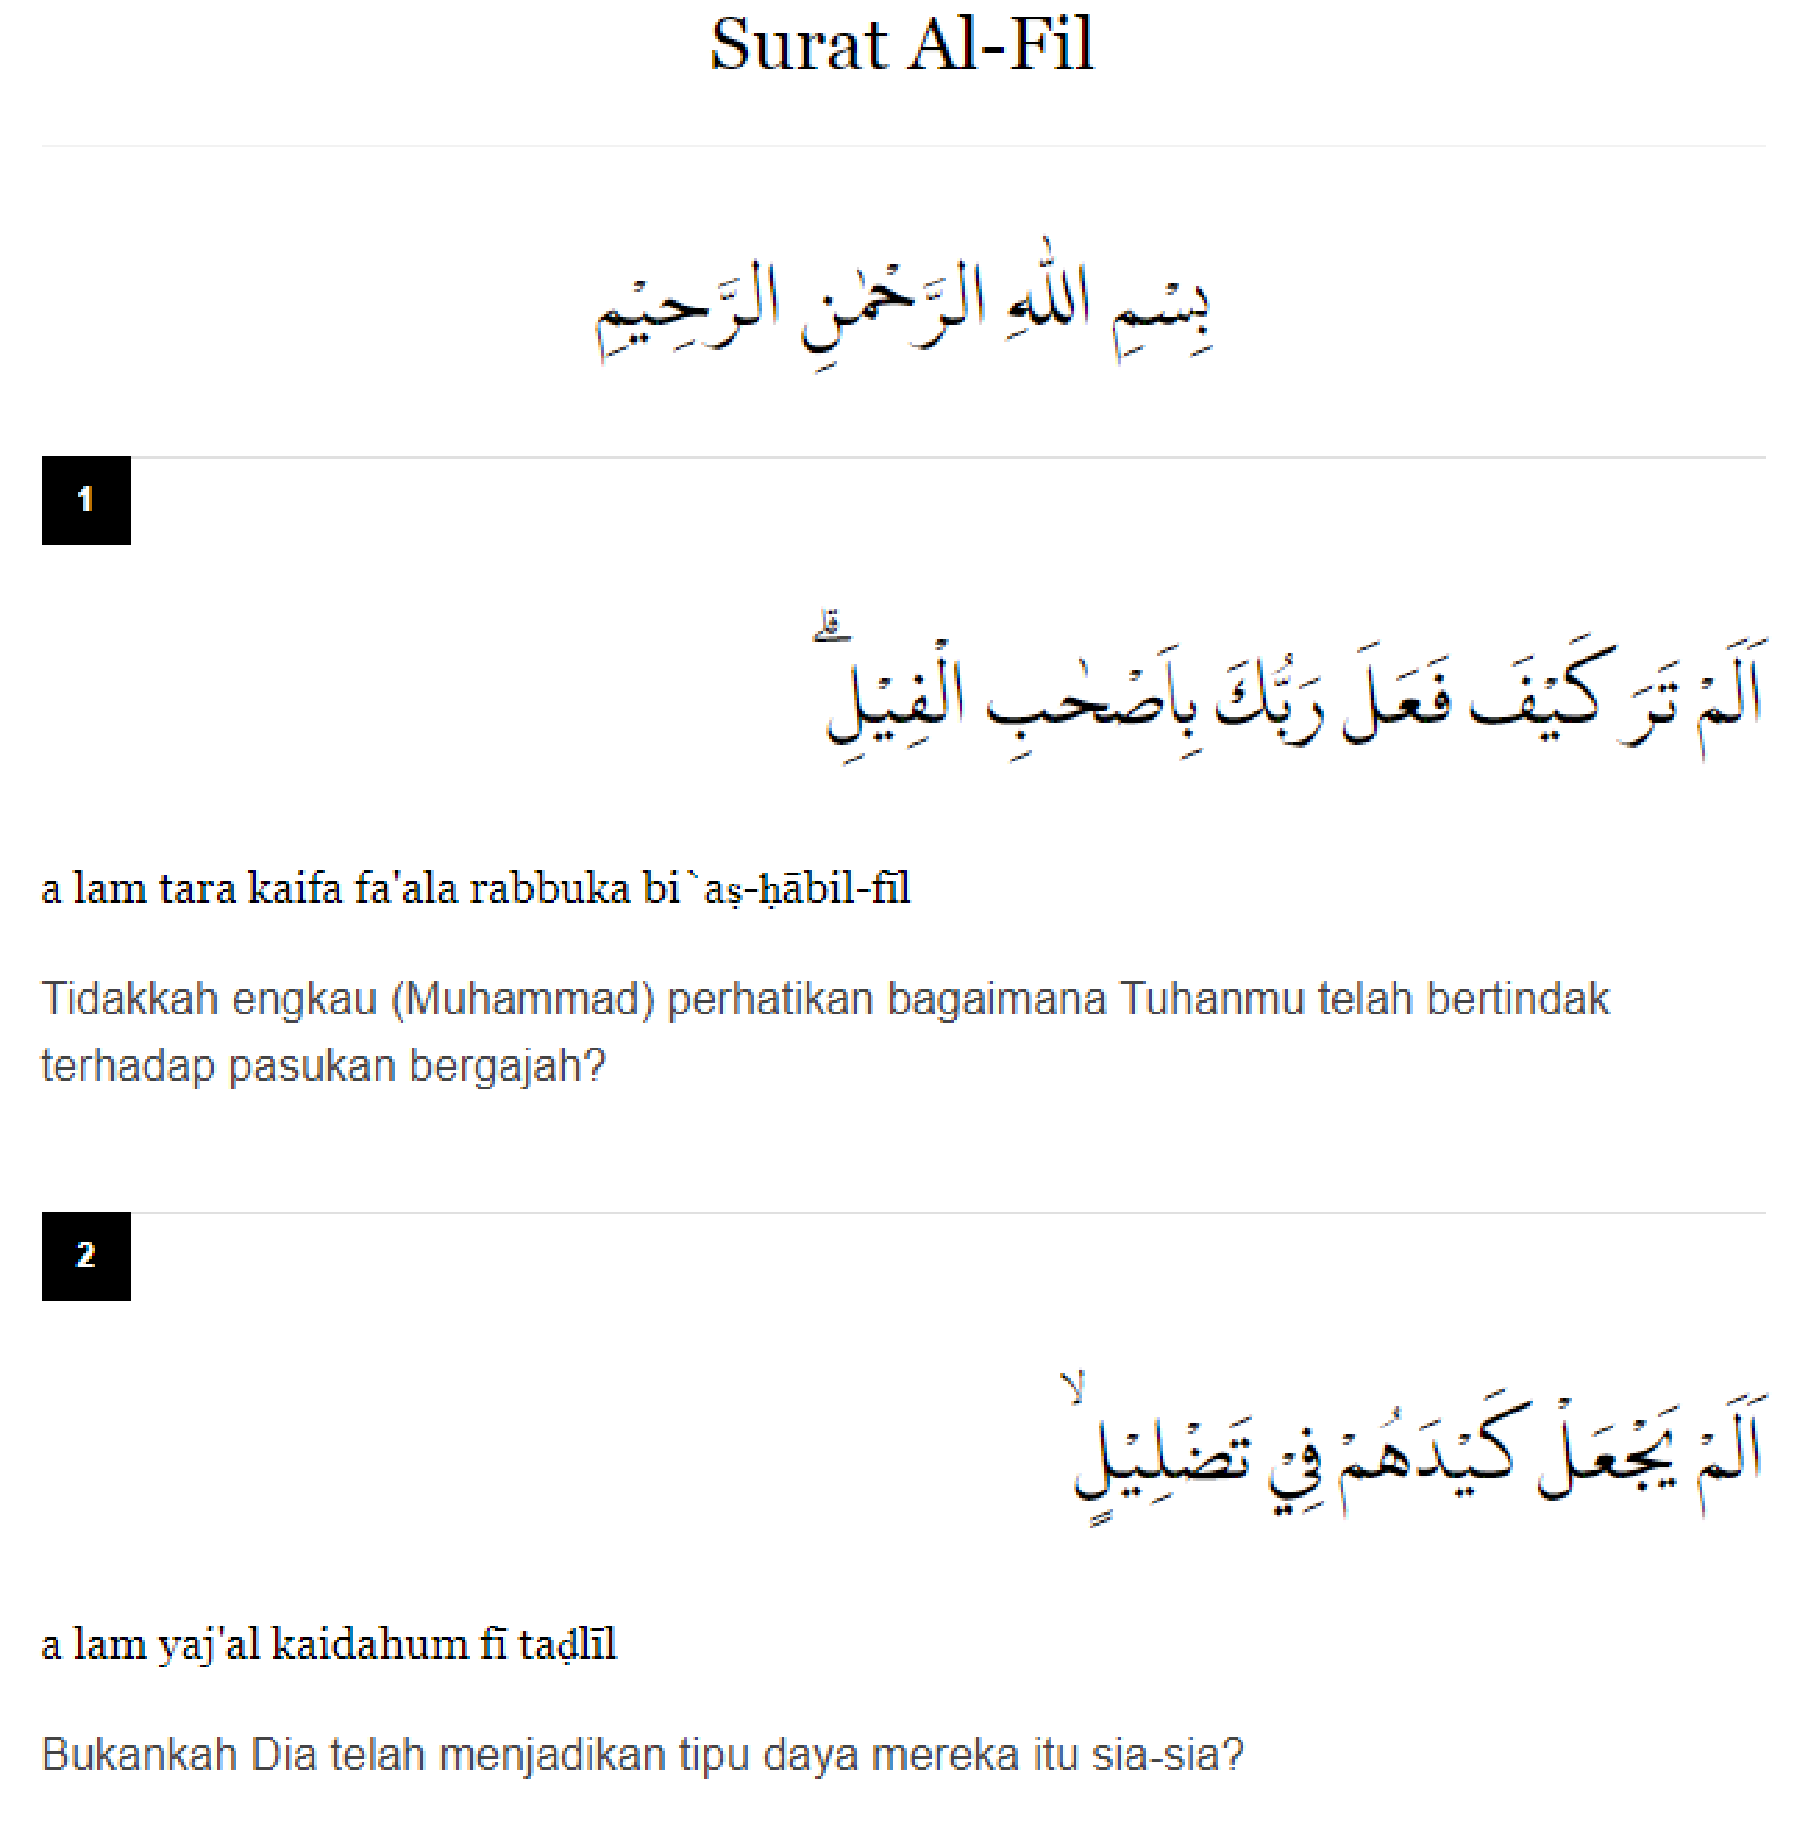 Surat Al-Fil
بِسْمِ اللّٰهِ الرَّحْمٰنِ الرَّحِيْمِ
1
اَلَمْ تَرَ كَيْفَ فَعَلَ رَبُّكَ بِاَصْحٰبِ الْفِيْلِۗ
a lam tara kaifa fa'ala rabbuka bi`aṣ-ḥābil-fīl
Tidakkah engkau (Muhammad) perhatikan bagaimana Tuhanmu telah bertindak
terhadap pasukan bergajah?
2
اَلَمْ يَجْعَلْ كَيْدَهُمْ فِيْ تَضْلِيْلٍۙ
a lam yaj'al kaidahum fī taḍlīl
Bukankah Dia telah menjadikan tipu daya mereka itu sia-sia?